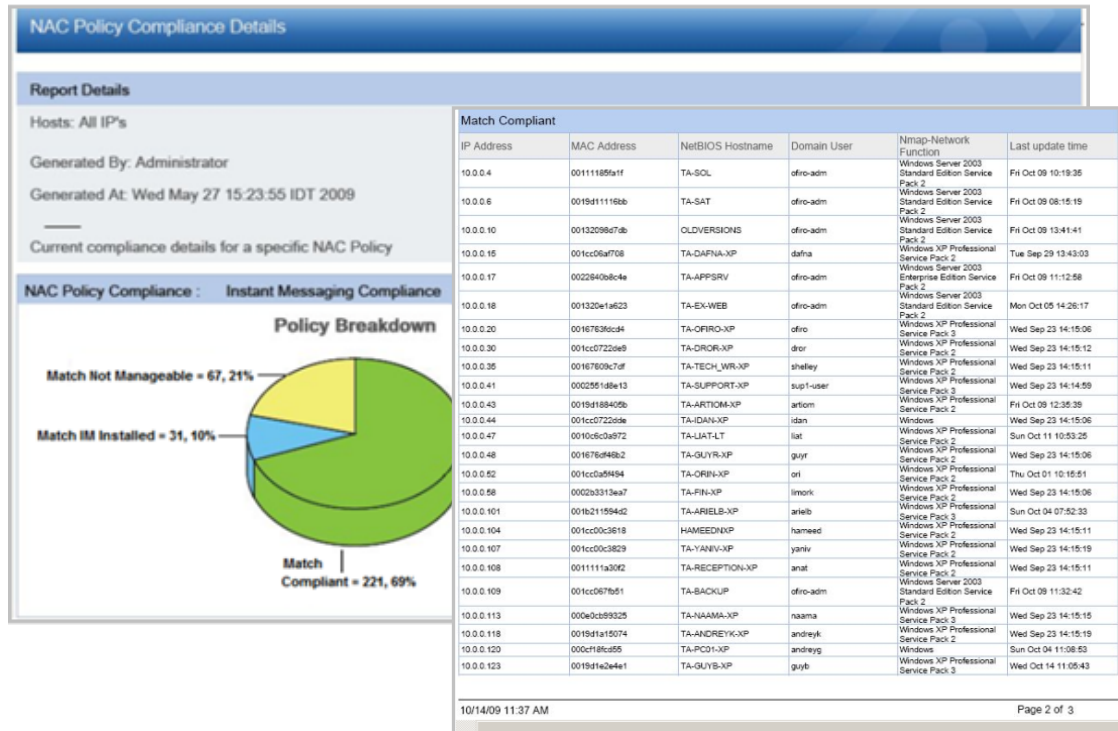 NAC Policy Compliance Details
Report Details
Hosts: All IP's
Generated By: Administrator
Generated At: Wed May 27 15:23:55 IDT 2009
Current compliance details for a specific NAC Policy
NAC Policy Compliance : Instant Messaging Compliance
Policy Breakdown
Match Not Manageable = 67, 21%
Match IM Installed = 31, 10%
Match
Compliant = 221, 69%
Match Compliant
IP Address MAC Address NetBIOS Hostname Domain User Nmap-Network Function Last update time
10.0.0.4 00111185fa1f TA-SOL ofiro-adm Windows Server 2003 Standard Edition Service Pack 2 Fri Oct 09 10:19:35
10.0.0.6 0019d11116bb TA-SAT ofiro-adm Windows Server 2003 Standard Edition Service Pack 2 Fri Oct 09 08:15:19
10.0.0.10 00132098d7db OLDVERSIONS ofiro-adm Windows Server 2003 Standard Edition Service Pack 2 Fri Oct 09 13:41:41
10.0.0.15 001cc06af708 TA-DAFNA-XP dafna Windows XP Professional Service Pack 2 Tue Sep 29 13:43:03
10.0.0.17 0022640b8c4e TA-APPSRV ofiro-adm Windows Server 2003 Enterprise Edition Service Pack 2 Fri Oct 09 11:12:58
10.0.0.18 001320e1a623 TA-EX-WEB ofiro-adm Windows Server 2003 Standard Edition Service Pack 2 Mon Oct 05 14:26:17
10.0.0.20 0016763fdcd4 TA-OFIRO-XP ofiro Windows XP Professional Service Pack 3 Wed Sep 23 14:15:06
10.0.0.30 001cc0722de9 TA-DROR-XP dror Windows XP Professional Service Pack 2 Wed Sep 23 14:15:12
10.0.0.35 00167609c7df TA-TECH_WR-XP shelley Windows XP Professional Service Pack 2 Wed Sep 23 14:15:11
10.0.0.41 0002551d8e13 TA-SUPPORT-XP sup1-user Windows XP Professional Service Pack 3 Wed Sep 23 14:14:59
10.0.0.43 0019d188405b TA-ARTIOM-XP artiom Windows XP Professional Service Pack 2 Fri Oct 09 12:35:39
10.0.0.44 001cc0722dde TA-IDAN-XP idan Windows Wed Sep 23 14:15:06
10.0.0.47 0010c6c0a972 TA-LIAT-LT liat Windows XP Professional Service Pack 2 Sun Oct 11 10:53:25
10.0.0.48 001676df46b2 TA-GUYR-XP guyr Windows XP Professional Service Pack 2 Wed Sep 23 14:15:06
10.0.0.52 001cc0a5f494 TA-ORIN-XP ori Windows XP Professional Service Pack 2 Thu Oct 01 10:15:51
10.0.0.58 0002b3313ea7 TA-FIN-XP limork Windows XP Professional Service Pack 2 Wed Sep 23 14:15:06
10.0.0.101 001b211594d2 TA-ARIELB-XP arielb Windows XP Professional Service Pack 3 Sun Oct 04 07:52:33
10.0.0.104 001cc00c3618 HAMEEDNXP hameed Windows XP Professional Service Pack 2 Wed Sep 23 14:15:11
10.0.0.107 001cc00c3829 TA-YANIV-XP yaniv Windows XP Professional Service Pack 2 Wed Sep 23 14:15:19
10.0.0.108 0011111a30f2 TA-RECEPTION-XP anat Windows XP Professional Service Pack 2 Wed Sep 23 14:15:11
10.0.0.109 001cc067fb51 TA-BACKUP ofiro-adm Windows Server 2003 Standard Edition Service Pack 2 Fri Oct 09 11:32:42
10.0.0.113 000e0cb99325 TA-NAAMA-XP naama Windows XP Professional Service Pack 3 Wed Sep 23 14:15:15
10.0.0.118 0019d1a15074 TA-ANDREYK-XP andreyk Windows XP Professional Service Pack 2 Wed Sep 23 14:15:19
10.0.0.120 000cf18fcd55 TA-PC01-XP andreyg Windows Sun Oct 04 11:08:53
10.0.0.123 0019d1e2e4e1 TA-GUYB-XP guyb Windows XP Professional Service Pack 3 Wed Oct 14 11:05:43
10/14/09 11:37 AM Page 2 of 3